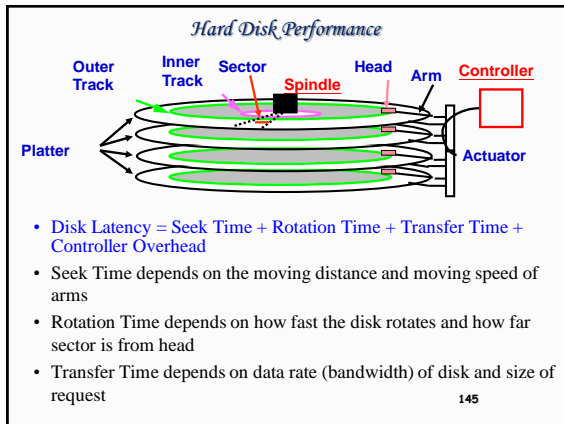 Hard Disk Performance
Outer Track
Inner Track
Sector
Spindle
Head
Arm
Controller
Platter
Actuator
• Disk Latency = Seek Time + Rotation Time + Transfer Time +
Controller Overhead
• Seek Time depends on the moving distance and moving speed of
arms
• Rotation Time depends on how fast the disk rotates and how far
sector is from head
• Transfer Time depends on data rate (bandwidth) of disk and size of
request
145